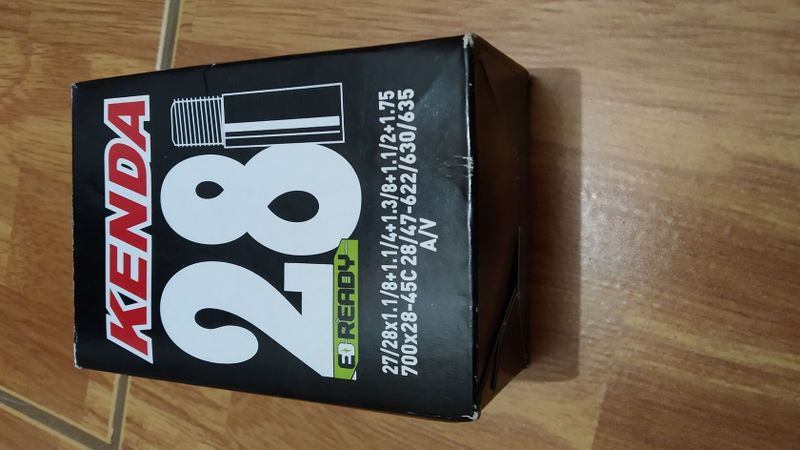 KENDA
28
E READY
27/28x1.1/8+1.1/4+1.3/8+1.1/2+1.75
700x28-45C 28/47-622/630/635
A/V